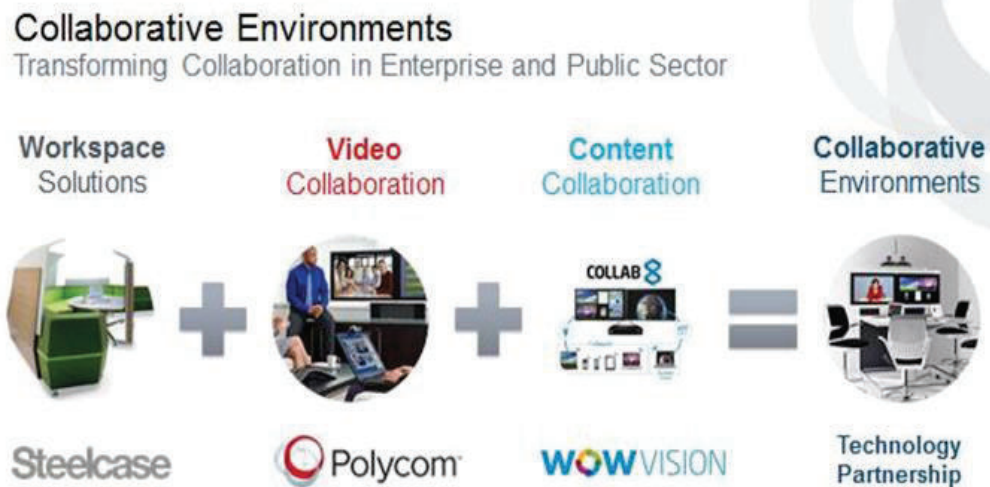 Collaborative Environments
Transforming Collaboration in Enterprise and Public Sector
Workspace
Solutions
Video
Collaboration
Content
Collaboration
Collaborative
Environments
COLLAB8
Steelcase
Polycom
WOWVISION
Technology
Partnership